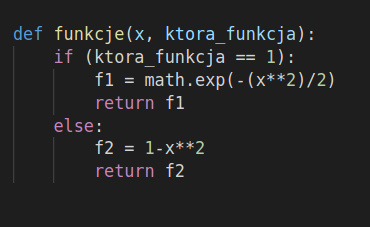 def funkcje(x, ktora_funkcja):
    if (ktora_funkcja == 1):
        f1 = math.exp(-(x**2)/2)
        return f1
    else:
        f2 = 1-x**2
        return f2